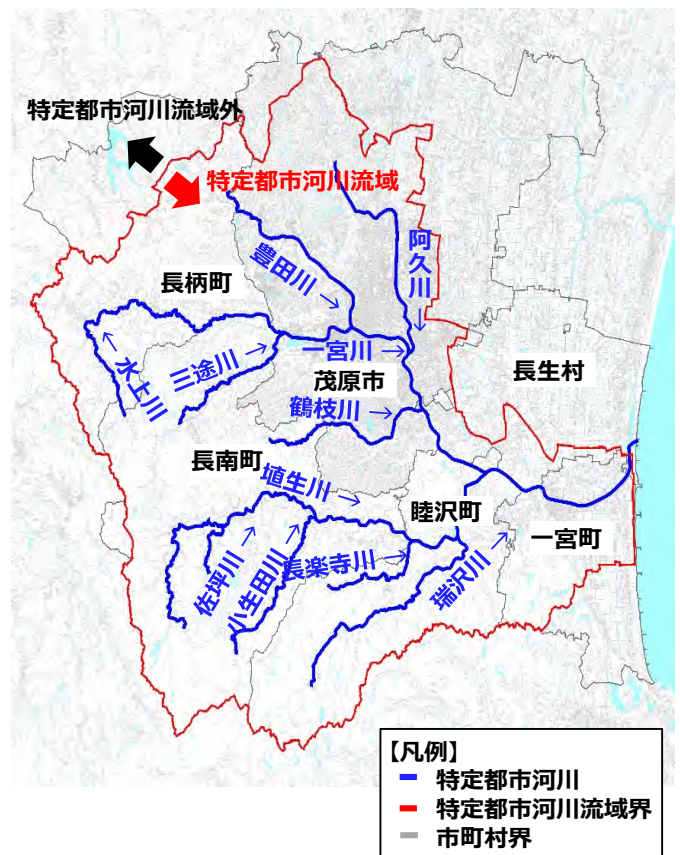 特定都市河川流域外
特定都市河川流域
阿久川→
豊田川→
長柄町
一宮川→
三途川→
水上川→
長生村
茂原市
鶴枝川→
長南町
埴生川→
睦沢町
一宮町
佐坪川→
小生田川→
長楽寺川→
瑞沢川→
【凡例】
特定都市河川
特定都市河川流域界
市町村界